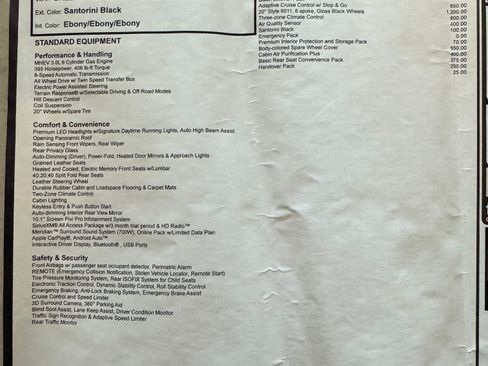 Ext. Color: Santorini Black
Int. Color: Ebony/Ebony/Ebony
STANDARD EQUIPMENT
Performance & Handling
MHEV 3.0L 6 Cylinder Gas Engine
395 Horsepower, 406 lb-ft Torque
8-Speed Automatic Transmission
All Wheel Drive w/ Twin Speed Transfer Box
Electric Power Assisted Steering
Terrain Response® w/Selectable Driving & Off-Road Modes
Hill Descent Control
Coil Suspension
20" Wheels w/Spare Tire
Comfort & Convenience
Premium LED Headlights w/Signature Daytime Running Lights, Auto High Beam Assist
Opening Panoramic Roof
Rain Sensing Front Wipers, Rear Wiper
Rear Privacy Glass
Auto-Dimming (Driver), Power-Fold, Heated Door Mirrors & Approach Lights
Grained Leather Seats
Heated and Cooled, Electric Memory Front Seats w/Lumbar
40:20:40 Split Fold Rear Seats
Leather Steering Wheel
Durable Rubber Cabin and Loadspace Flooring & Carpet Mats
Two-Zone Climate Control
Cabin Lighting
Keyless Entry & Push Button Start
Auto-dimming Interior Rear View Mirror
10.1" Screen Pivi Pro Infotainment System
SiriusXM® All Access Package w/3 month trial period & HD Radio™
Meridian™ Surround Sound System (700W), Online Pack w/Limited Data Plan
Apple CarPlay®, Android Auto™
Interactive Driver Display, Bluetooth® , USB Ports
Safety & Security
Front Airbags w/ passenger seat occupant detector, Perimetric Alarm
REMOTE (Emergency Collision Notification, Stolen Vehicle Locator, Remote Start)
Tire Pressure Monitoring System, Rear ISOFIX System for Child Seats
Electronic Traction Control, Dynamic Stability Control, Roll Stability Control
Emergency Braking, Anti-Lock Braking System, Emergency Brake Assist
Cruise Control and Speed Limiter
3D Surround Camera, 360° Parking Aid
Blind Spot Assist, Lane Keep Assist, Driver Condition Monitor
Traffic Sign Recognition & Adaptive Speed Limiter
Rear Traffic Monitor
Adaptive Cruise Control w/ Stop & Go
20" Style 6011, 6 spoke, Gloss Black Wheels
Three-zone Climate Control
Air Quality Sensor
Santorini Black
Emergency Pack
Premium Interior Protection and Storage Pack
Body-colored Spare Wheel Cover
Cabin Air Purification Plus
Basic Rear Seat Convenience Pack
Handover Pack
650.00
1,200.00
800.00
400.00
100.00
0.00
70.00
550.00
400.00
375.00
250.00
25.00